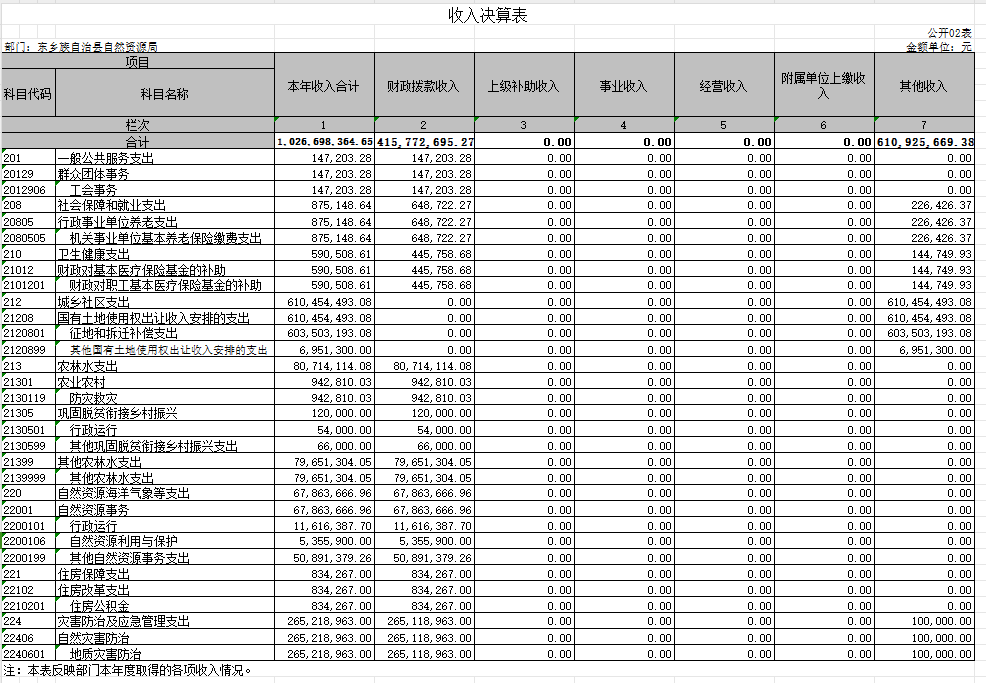 收入决算表
公开02表
部门：东乡族自治县自然资源局 金额单位：元
项目 本年收入合计 财政拨款收入 上级补助收入 事业收入 经营收入 附属单位上缴收入 其他收入
科目代码 科目名称
栏次 1 2 3 4 5 6 7
合计 1,026,698,364.65 415,772,695.27 0.00 0.00 0.00 0.00 610,925,669.38
201 一般公共服务支出 147,203.28 147,203.28 0.00 0.00 0.00 0.00 0.00
20129 群众团体事务 147,203.28 147,203.28 0.00 0.00 0.00 0.00 0.00
2012906 工会事务 147,203.28 147,203.28 0.00 0.00 0.00 0.00 0.00
208 社会保障和就业支出 875,148.64 648,722.27 0.00 0.00 0.00 0.00 226,426.37
20805 行政事业单位养老支出 875,148.64 648,722.27 0.00 0.00 0.00 0.00 226,426.37
2080505 机关事业单位基本养老保险缴费支出 875,148.64 648,722.27 0.00 0.00 0.00 0.00 226,426.37
210 卫生健康支出 590,508.61 445,758.68 0.00 0.00 0.00 0.00 144,749.93
21012 财政对基本医疗保险基金的补助 590,508.61 445,758.68 0.00 0.00 0.00 0.00 144,749.93
2101201 财政对职工基本医疗保险基金的补助 590,508.61 445,758.68 0.00 0.00 0.00 0.00 144,749.93
212 城乡社区支出 610,454,493.08 0.00 0.00 0.00 0.00 0.00 610,454,493.08
21208 国有土地使用权出让收入安排的支出 610,454,493.08 0.00 0.00 0.00 0.00 0.00 610,454,493.08
2120801 征地和拆迁补偿支出 603,503,193.08 0.00 0.00 0.00 0.00 0.00 603,503,193.08
2120899 其他国有土地使用权出让收入安排的支出 6,951,300.00 0.00 0.00 0.00 0.00 0.00 6,951,300.00
213 农林水支出 80,714,114.08 80,714,114.08 0.00 0.00 0.00 0.00 0.00
21301 农业农村 942,810.03 942,810.03 0.00 0.00 0.00 0.00 0.00
2130119 防灾救灾 942,810.03 942,810.03 0.00 0.00 0.00 0.00 0.00
21305 巩固脱贫衔接乡村振兴 120,000.00 120,000.00 0.00 0.00 0.00 0.00 0.00
2130501 行政运行 54,000.00 54,000.00 0.00 0.00 0.00 0.00 0.00
2130599 其他巩固脱贫衔接乡村振兴支出 66,000.00 66,000.00 0.00 0.00 0.00 0.00 0.00
21399 其他农林水支出 79,651,304.05 79,651,304.05 0.00 0.00 0.00 0.00 0.00
2139999 其他农林水支出 79,651,304.05 79,651,304.05 0.00 0.00 0.00 0.00 0.00
220 自然资源海洋气象等支出 67,863,666.96 67,863,666.96 0.00 0.00 0.00 0.00 0.00
22001 自然资源事务 67,863,666.96 67,863,666.96 0.00 0.00 0.00 0.00 0.00
2200101 行政运行 11,616,387.70 11,616,387.70 0.00 0.00 0.00 0.00 0.00
2200106 自然资源利用与保护 5,355,900.00 5,355,900.00 0.00 0.00 0.00 0.00 0.00
2200199 其他自然资源事务支出 50,891,379.26 50,891,379.26 0.00 0.00 0.00 0.00 0.00
221 住房保障支出 834,267.00 834,267.00 0.00 0.00 0.00 0.00 0.00
22102 住房改革支出 834,267.00 834,267.00 0.00 0.00 0.00 0.00 0.00
2210201 住房公积金 834,267.00 834,267.00 0.00 0.00 0.00 0.00 0.00
224 灾害防治及应急管理支出 265,218,963.00 265,118,963.00 0.00 0.00 0.00 0.00 100,000.00
22406 自然灾害防治 265,218,963.00 265,118,963.00 0.00 0.00 0.00 0.00 100,000.00
2240601 地质灾害防治 265,218,963.00 265,118,963.00 0.00 0.00 0.00 0.00 100,000.00
注：本表反映部门本年度取得的各项收入情况。